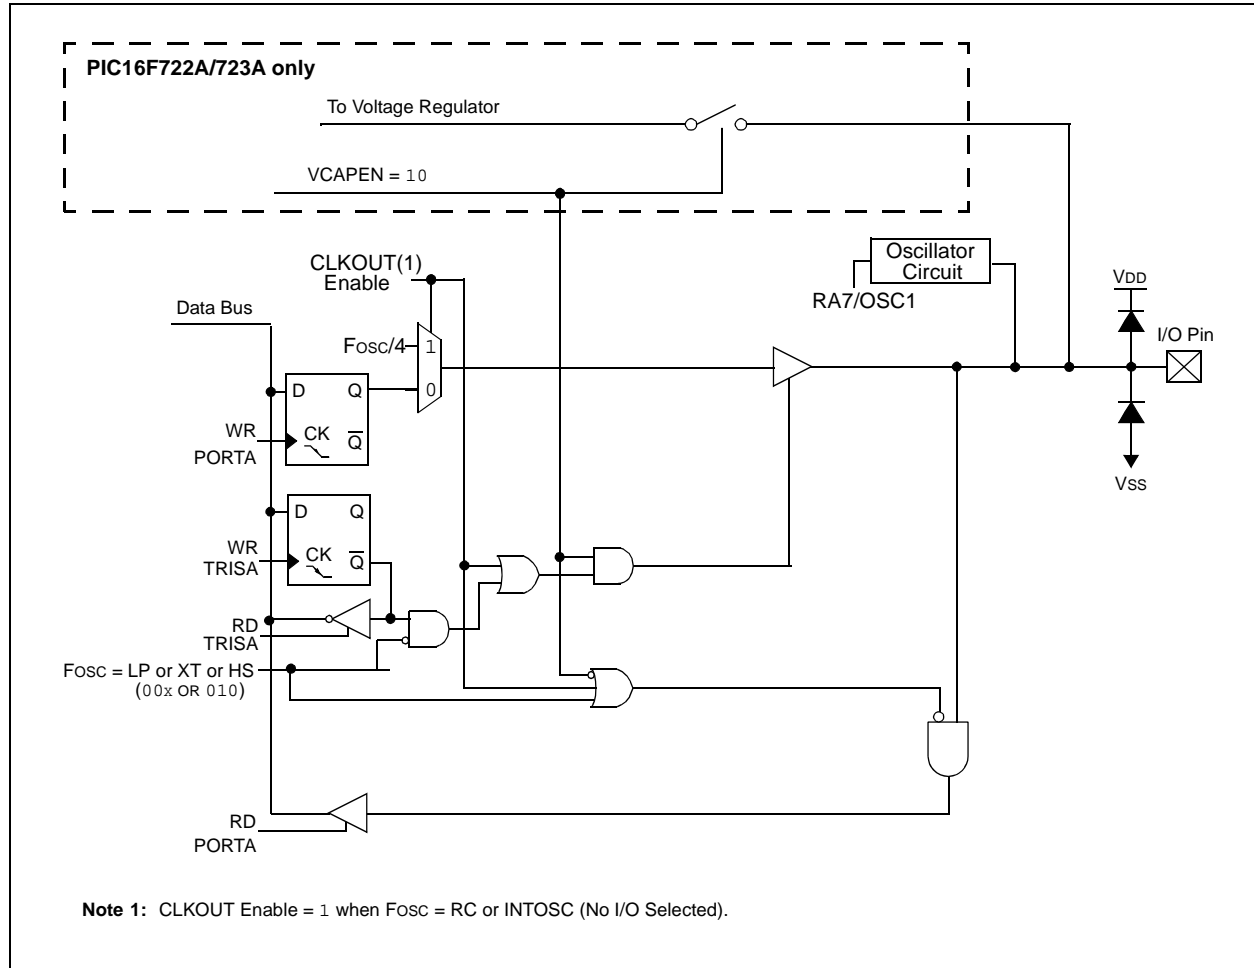 PIC16F722A/723A only
To Voltage Regulator
VCAPEN = 10
CLKOUT(1)
Enable
Oscillator
Circuit
RA7/OSC1
VDD
I/O Pin
Data Bus
FOSC/4
1
0
D Q
CK Q
WR
PORTA
VSS
D Q
CK Q
WR
TRISA
RD
TRISA
FOSC = LP or XT or HS
(00x OR 010)
RD
PORTA
Note 1: CLKOUT Enable = 1 when FOSC = RC or INTOSC (No I/O Selected).